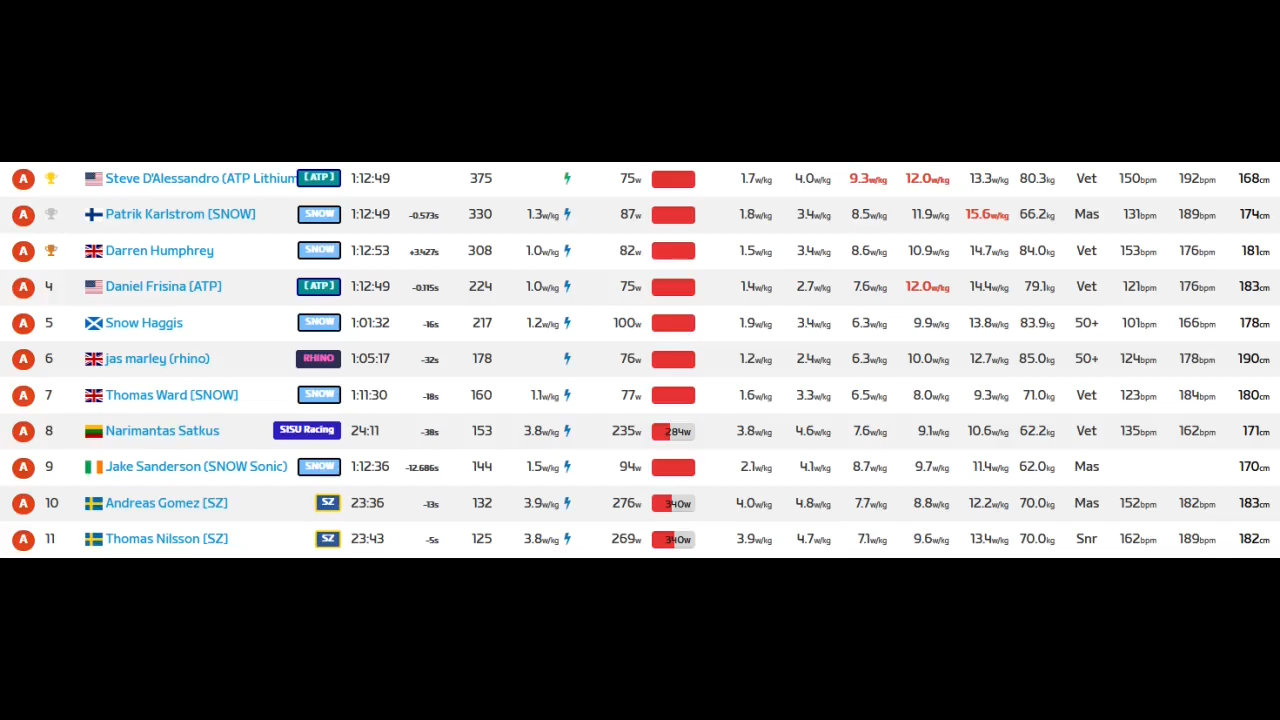 A Steve D'Alessandro (ATP Lithium [ATP] 1:12:49 375 75w 1.7w/kg 4.0w/kg 9.3w/kg 12.0w/kg 13.3w/kg 80.3kg Vet 150bpm 192bpm 168cm
A Patrik Karlstrom [SNOW] SNOW 1:12:49 -0.573s 330 1.3w/kg 87w 1.8w/kg 3.4w/kg 8.5w/kg 11.9w/kg 15.6w/kg 66.2kg Mas 131bpm 189bpm 174cm
A Darren Humphrey SNOW 1:12:53 +3.427s 308 1.0w/kg 82w 1.5w/kg 3.4w/kg 8.6w/kg 10.9w/kg 14.7w/kg 84.0kg Vet 153bpm 176bpm 181cm
A 4 Daniel Frisina [ATP] [ATP] 1:12:49 -0.115s 224 1.0w/kg 75w 1.4w/kg 2.7w/kg 7.6w/kg 12.0w/kg 14.4w/kg 79.1kg Vet 121bpm 176bpm 183cm
A 5 Snow Haggis SNOW 1:01:32 -16s 217 1.2w/kg 100w 1.9w/kg 3.4w/kg 6.3w/kg 9.9w/kg 13.8w/kg 83.9kg 50+ 101bpm 166bpm 178cm
A 6 jas marley (rhino) RHINO 1:05:17 -32s 178 76w 1.2w/kg 2.4w/kg 6.3w/kg 10.0w/kg 12.7w/kg 85.0kg 50+ 124bpm 178bpm 190cm
A 7 Thomas Ward [SNOW] SNOW 1:11:30 -18s 160 1.1w/kg 77w 1.6w/kg 3.3w/kg 6.5w/kg 8.0w/kg 9.3w/kg 71.0kg Vet 123bpm 184bpm 180cm
A 8 Narimantas Satkus SISU Racing 24:11 -38s 153 3.8w/kg 235w 284w 3.8w/kg 4.6w/kg 7.6w/kg 9.1w/kg 10.6w/kg 62.2kg Vet 135bpm 162bpm 171cm
A 9 Jake Sanderson (SNOW Sonic) SNOW 1:12:36 -12.686s 144 1.5w/kg 94w 2.1w/kg 4.1w/kg 8.7w/kg 9.7w/kg 11.4w/kg 62.0kg Mas 170cm
A 10 Andreas Gomez [SZ] SZ 23:36 -13s 132 3.9w/kg 276w 340w 4.0w/kg 4.8w/kg 7.7w/kg 8.8w/kg 12.2w/kg 70.0kg Mas 152bpm 182bpm 183cm
A 11 Thomas Nilsson [SZ] SZ 23:43 -5s 125 3.8w/kg 269w 340w 3.9w/kg 4.7w/kg 7.1w/kg 9.6w/kg 13.4w/kg 70.0kg Snr 162bpm 189bpm 182cm